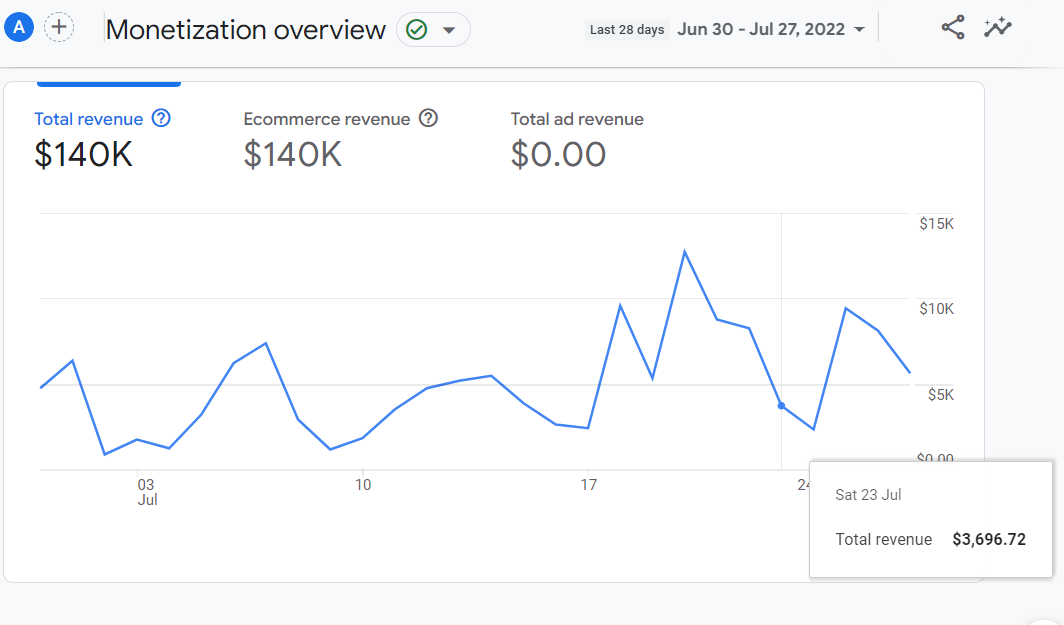 A
Monetization overview
Last 28 days Jun 30 - Jul 27, 2022
Total revenue
Ecommerce revenue
Total ad revenue
$140K
$140K
$0.00
$15K
$10K
$5K
$0.00
03
Jul
10
17
24
Sat 23 Jul
Total revenue $3,696.72